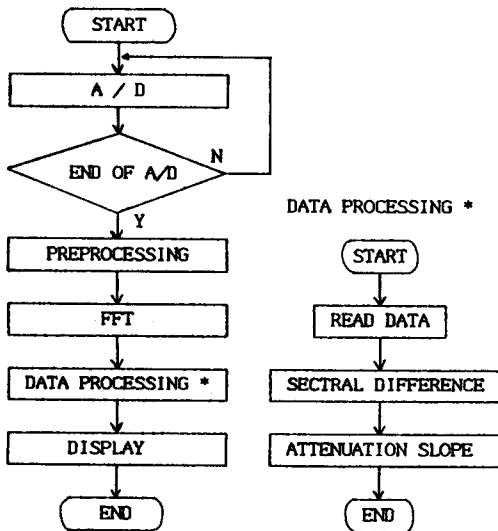 START
A / D
END OF A/D
N
Y
PREPROCESSING
FFT
DATA PROCESSING *
DISPLAY
END
DATA PROCESSING *
START
READ DATA
SECTRAL DIFFERENCE
ATTENUATION SLOPE
END